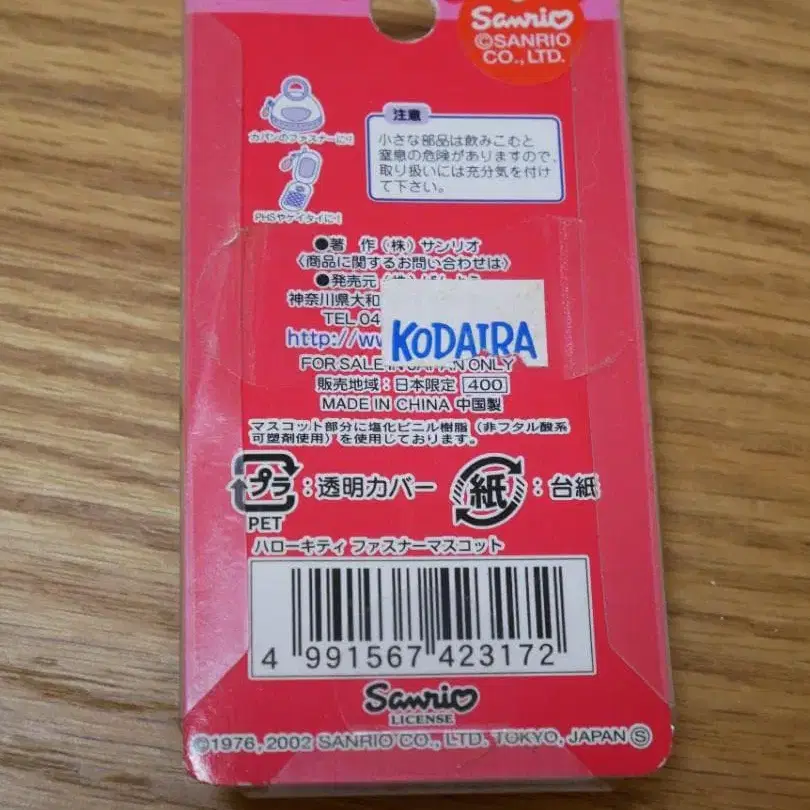 Sanrio
©SANRIO
CO.,LTD.
カバンのファスナーに!
PHSやケイタイに!
注意
小さな部品は飲みこむと
窒息の危険がありますので、
取り扱いには充分気を付け
て下さい。
●著 作(株)サンリオ
〈商品に関するお問い合わせは〉
●発売元
神奈川県大和
TEL 04
http://ww
KODAIRA
FOR SALE IN JAPAN ONLY
販売地域:日本限定 400
MADE IN CHINA 中国製
マスコット部分に塩化ビニル樹脂(非フタル酸系
可塑剤使用)を使用しております。
プラ:透明カバー 紙:台紙
PET
ハローキティ ファスナーマスコット
4 991567 423172
Sanrio
LICENSE
©1976, 2002 SANRIO CO., LTD. TOKYO, JAPAN Ⓢ